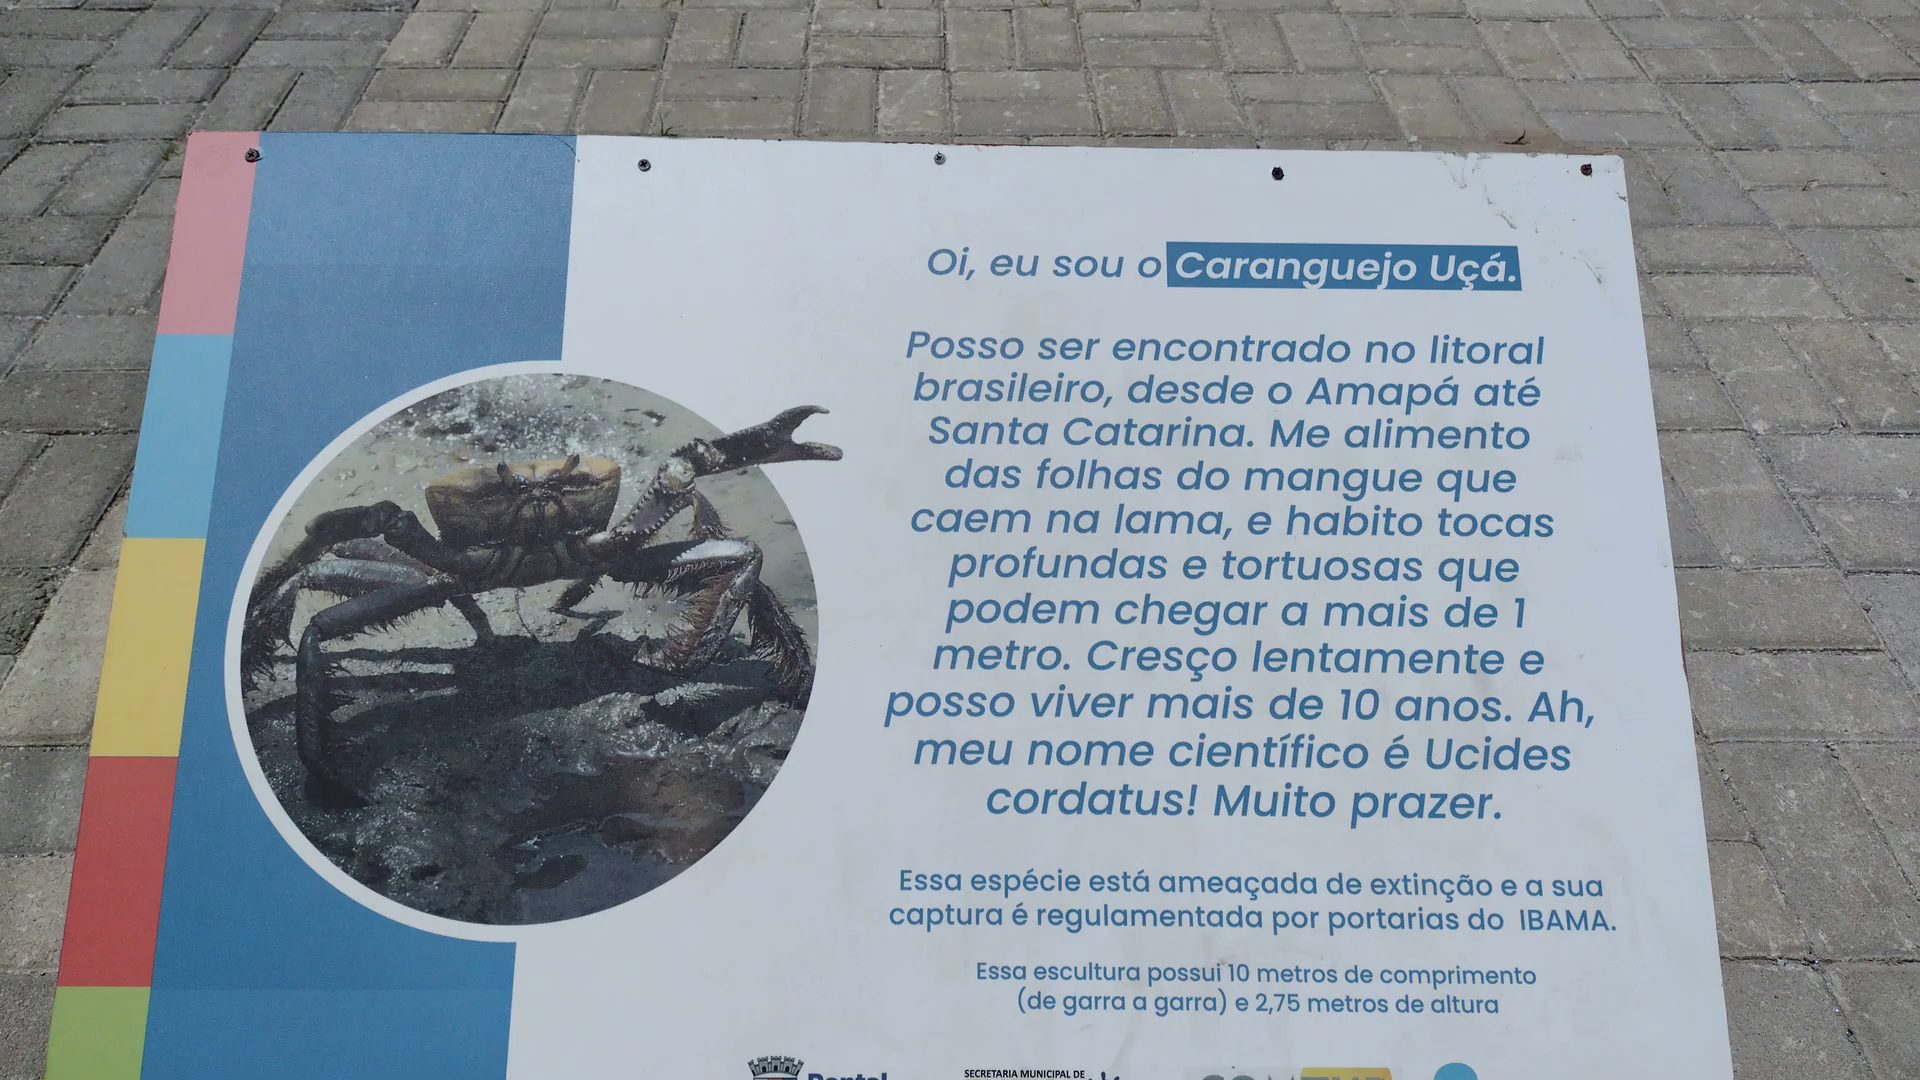 Oi, eu sou o Caranguejo Uçá.
Posso ser encontrado no litoral
brasileiro, desde o Amapá até
Santa Catarina. Me alimento
das folhas do mangue que
caem na lama, e habito tocas
profundas e tortuosas que
podem chegar a mais de 1
metro. Cresço lentamente e
posso viver mais de 10 anos. Ah,
meu nome científico é Ucides
cordatus! Muito prazer.
Essa espécie está ameaçada de extinção e a sua
captura é regulamentada por portarias do IBAMA.
Essa escultura possui 10 metros de comprimento
(de garra a garra) e 2,75 metros de altura
SECRETARIA MUNICIPAL DE